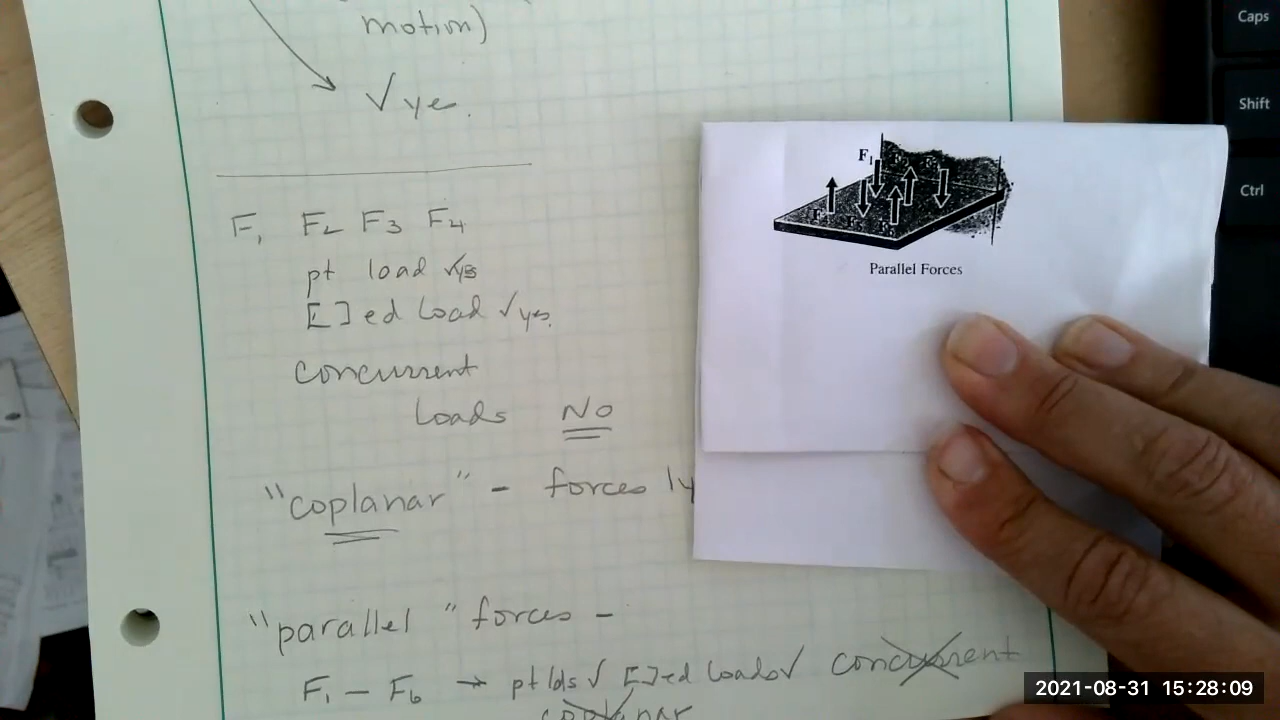 motion)
√ yes.
F1 F2 F3 F4
pt load √yes
[ ]ed load √yes.
concurrent
loads No
"coplanar" - forces ly
"parallel" forces -
F1 - F6 → pt lds √ [ ]ed loads √ concurrent
coplanar
F1
Parallel Forces
Caps
Shift
Ctrl
2021-08-31 15:28:09